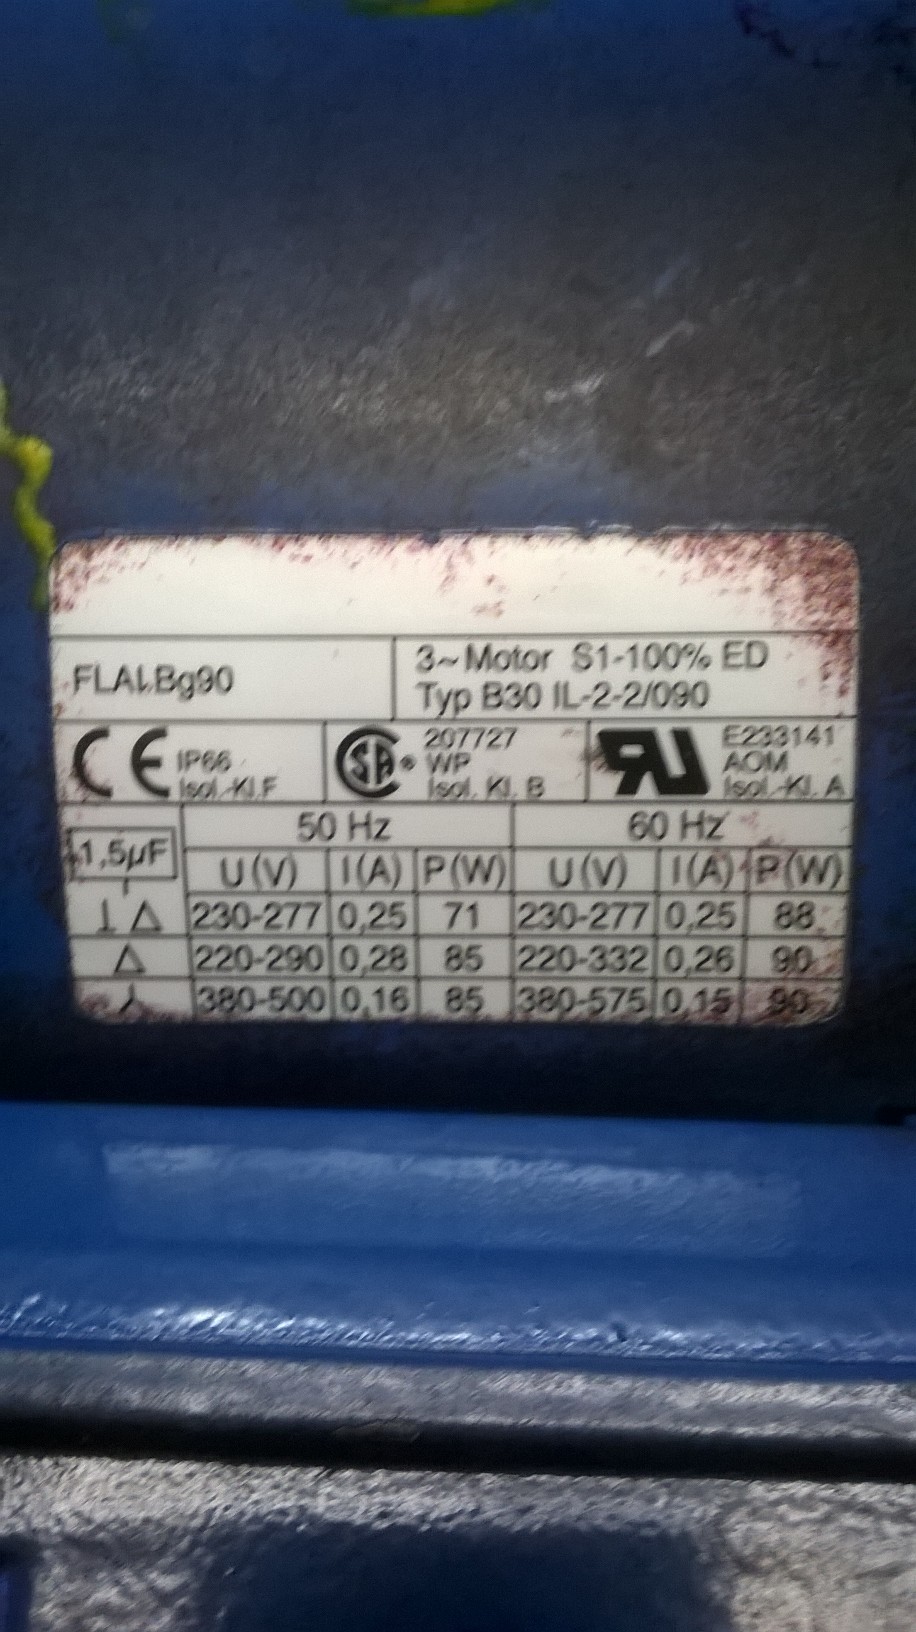 FLAI.Bg90
3~Motor S1-100% ED
Typ B30 IL-2-2/090
CE IP66
Isol.-Kl.F
SA® 207727
WP
Isol. Kl. B
E233141
AOM
Isol.-Kl. A
1,5µF 50 Hz 60 Hz
U(V) I(A) P(W) U(V) I(A) P(W)
⊥ Δ 230-277 0,25 71 230-277 0,25 88
Δ 220-290 0,28 85 220-332 0,26 90
380-500 0,16 85 380-575 0,15 90